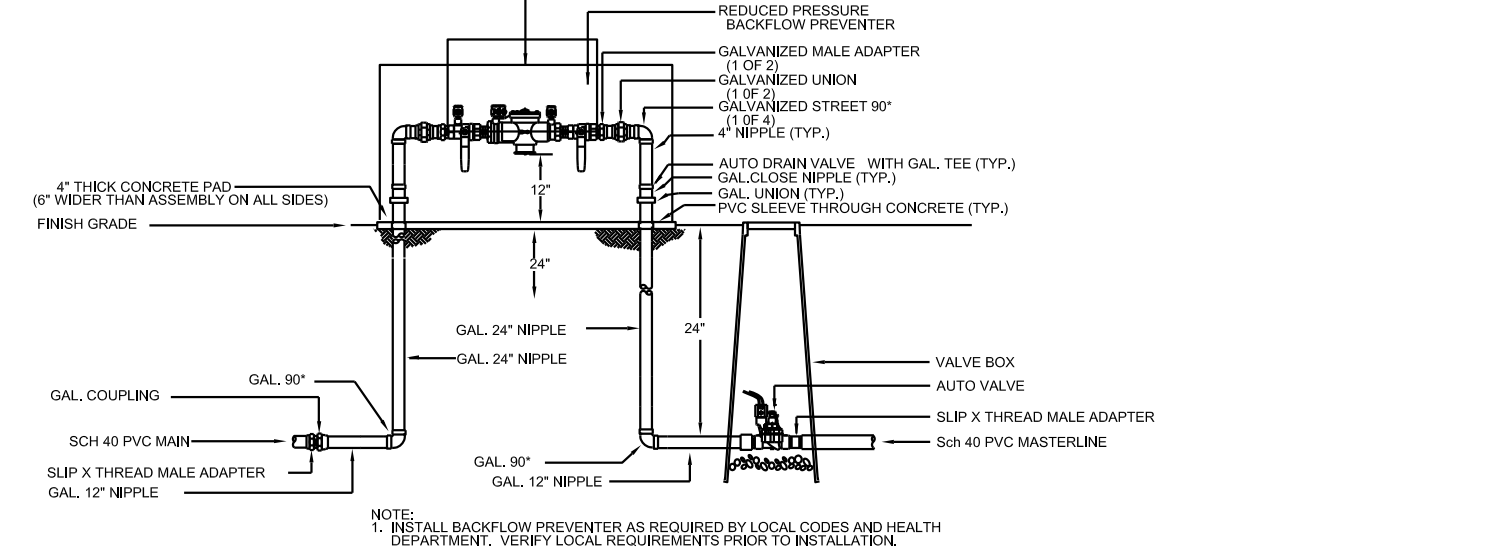 REDUCED PRESSURE
BACKFLOW PREVENTER
GALVANIZED MALE ADAPTER
(1 OF 2)
GALVANIZED UNION
(1 0F 2)
GALVANIZED STREET 90*
(1 0F 4)
4" NIPPLE (TYP.)
AUTO DRAIN VALVE WITH GAL. TEE (TYP.)
GAL.CLOSE NIPPLE (TYP.)
GAL. UNION (TYP.)
PVC SLEEVE THROUGH CONCRETE (TYP.)
4" THICK CONCRETE PAD
(6" WIDER THAN ASSEMBLY ON ALL SIDES)
FINISH GRADE
12"
24"
GAL. 24" NIPPLE
24"
GAL. 24" NIPPLE
VALVE BOX
GAL. 90*
AUTO VALVE
GAL. COUPLING
SLIP X THREAD MALE ADAPTER
SCH 40 PVC MAIN
Sch 40 PVC MASTERLINE
GAL. 90*
SLIP X THREAD MALE ADAPTER
GAL. 12" NIPPLE
GAL. 12" NIPPLE
NOTE:
1. INSTALL BACKFLOW PREVENTER AS REQUIRED BY LOCAL CODES AND HEALTH
DEPARTMENT. VERIFY LOCAL REQUIREMENTS PRIOR TO INSTALLATION.